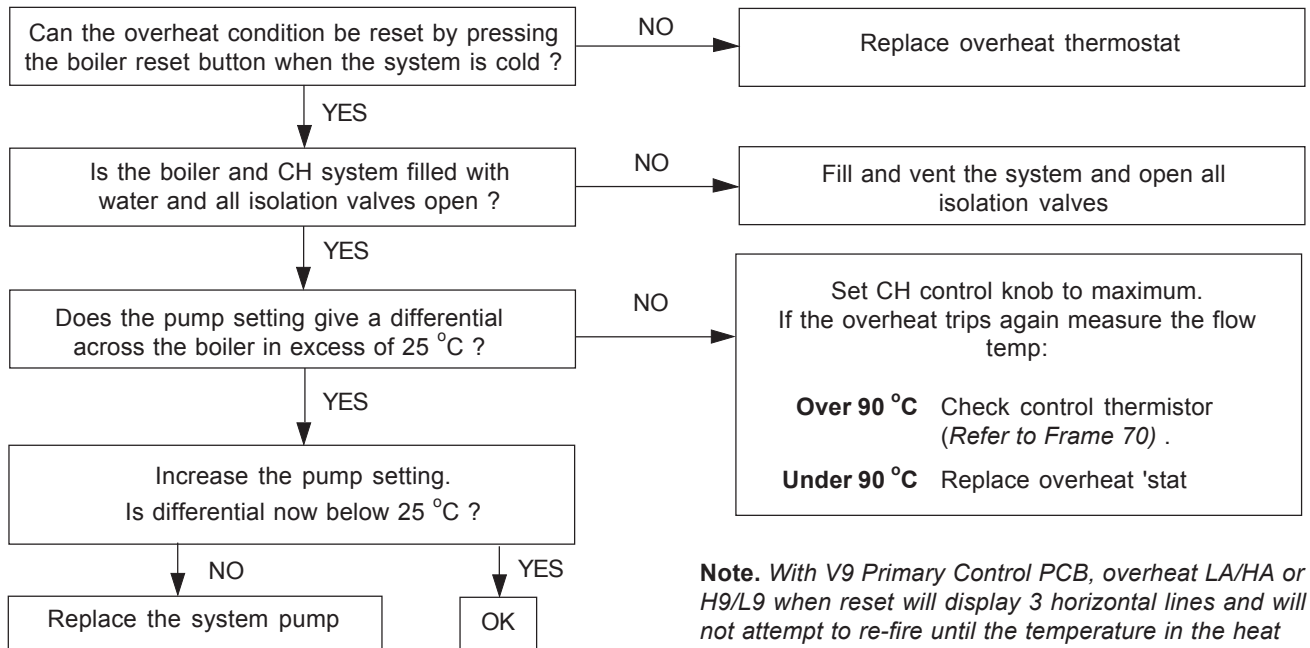 Can the overheat condition be reset by pressing
the boiler reset button when the system is cold ?
NO
Replace overheat thermostat
YES
Is the boiler and CH system filled with
water and all isolation valves open ?
NO
Fill and vent the system and open all
isolation valves
YES
Does the pump setting give a differential
across the boiler in excess of 25 °C ?
NO
Set CH control knob to maximum.
If the overheat trips again measure the flow
temp:
Over 90 °C Check control thermistor
(Refer to Frame 70) .
Under 90 °C Replace overheat 'stat
YES
Increase the pump setting.
Is differential now below 25 °C ?
NO
YES
Replace the system pump
OK
Note. With V9 Primary Control PCB, overheat LA/HA or
H9/L9 when reset will display 3 horizontal lines and will
not attempt to re-fire until the temperature in the heat